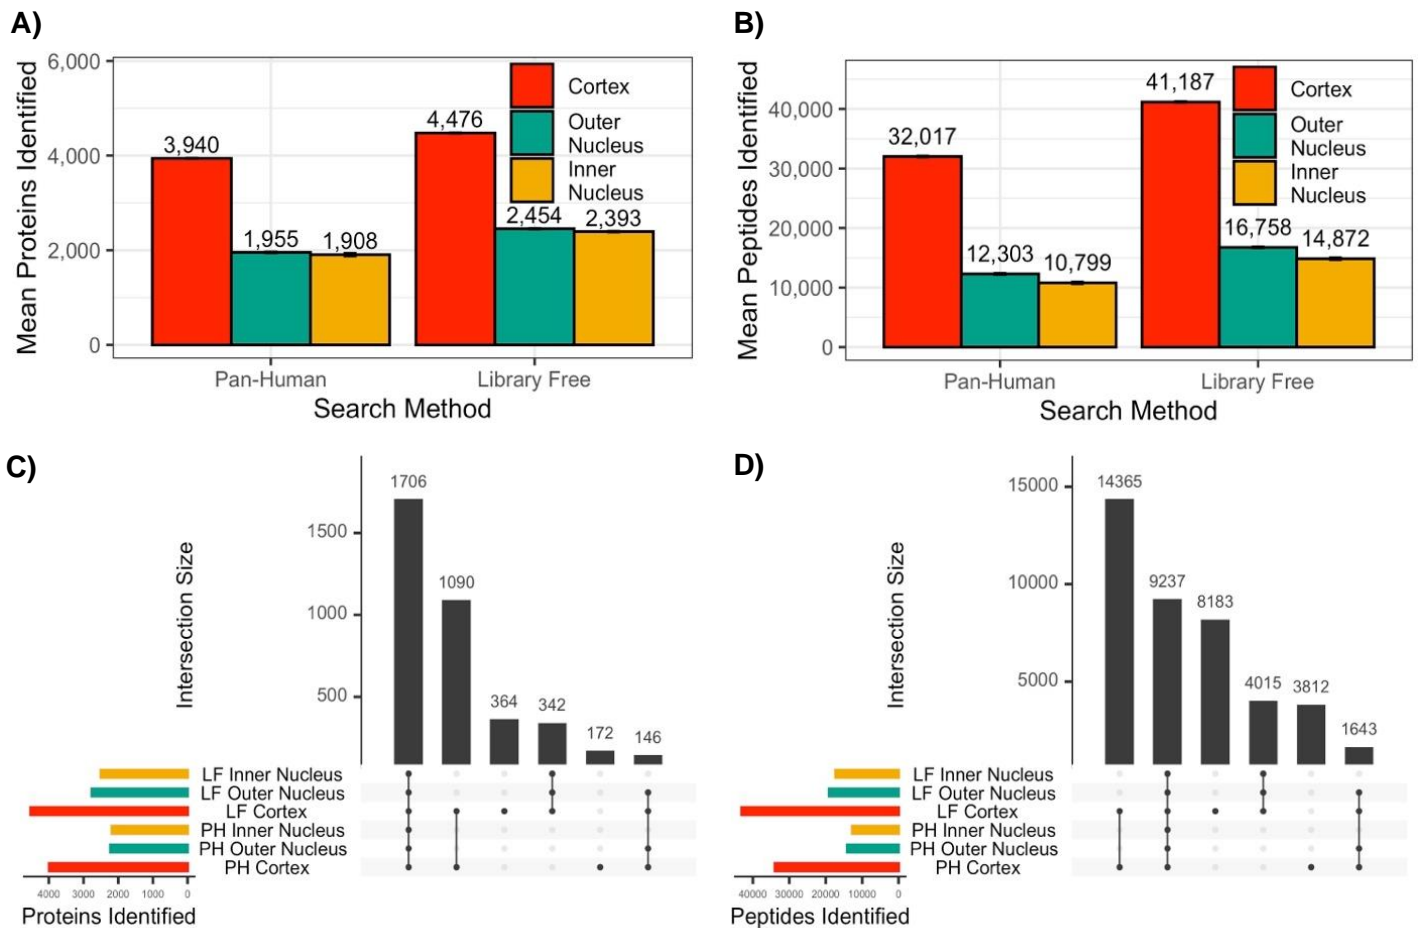 A)
Mean Proteins Identified
6,000
4,000
2,000
0
3,940
1,955
1,908
4,476
2,454
2,393
Cortex
Outer
Nucleus
Inner
Nucleus
Pan-Human
Library Free
Search Method
B)
Mean Peptides Identified
40,000
30,000
20,000
10,000
0
32,017
12,303
10,799
41,187
16,758
14,872
Cortex
Outer
Nucleus
Inner
Nucleus
Pan-Human
Library Free
Search Method
C)
Intersection Size
1500
1000
500
1706
1090
364
342
172
146
LF Inner Nucleus
LF Outer Nucleus
LF Cortex
PH Inner Nucleus
PH Outer Nucleus
PH Cortex
4000 3000 2000 1000 0
Proteins Identified
D)
Intersection Size
15000
10000
5000
14365
9237
8183
4015
3812
1643
LF Inner Nucleus
LF Outer Nucleus
LF Cortex
PH Inner Nucleus
PH Outer Nucleus
PH Cortex
40000 30000 20000 10000 0
Peptides Identified